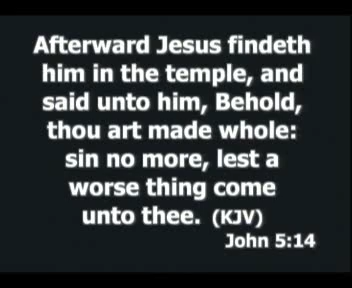 Afterward Jesus findeth
him in the temple, and
said unto him, Behold,
thou art made whole:
sin no more, lest a
worse thing come
unto thee. (KJV)
John 5:14